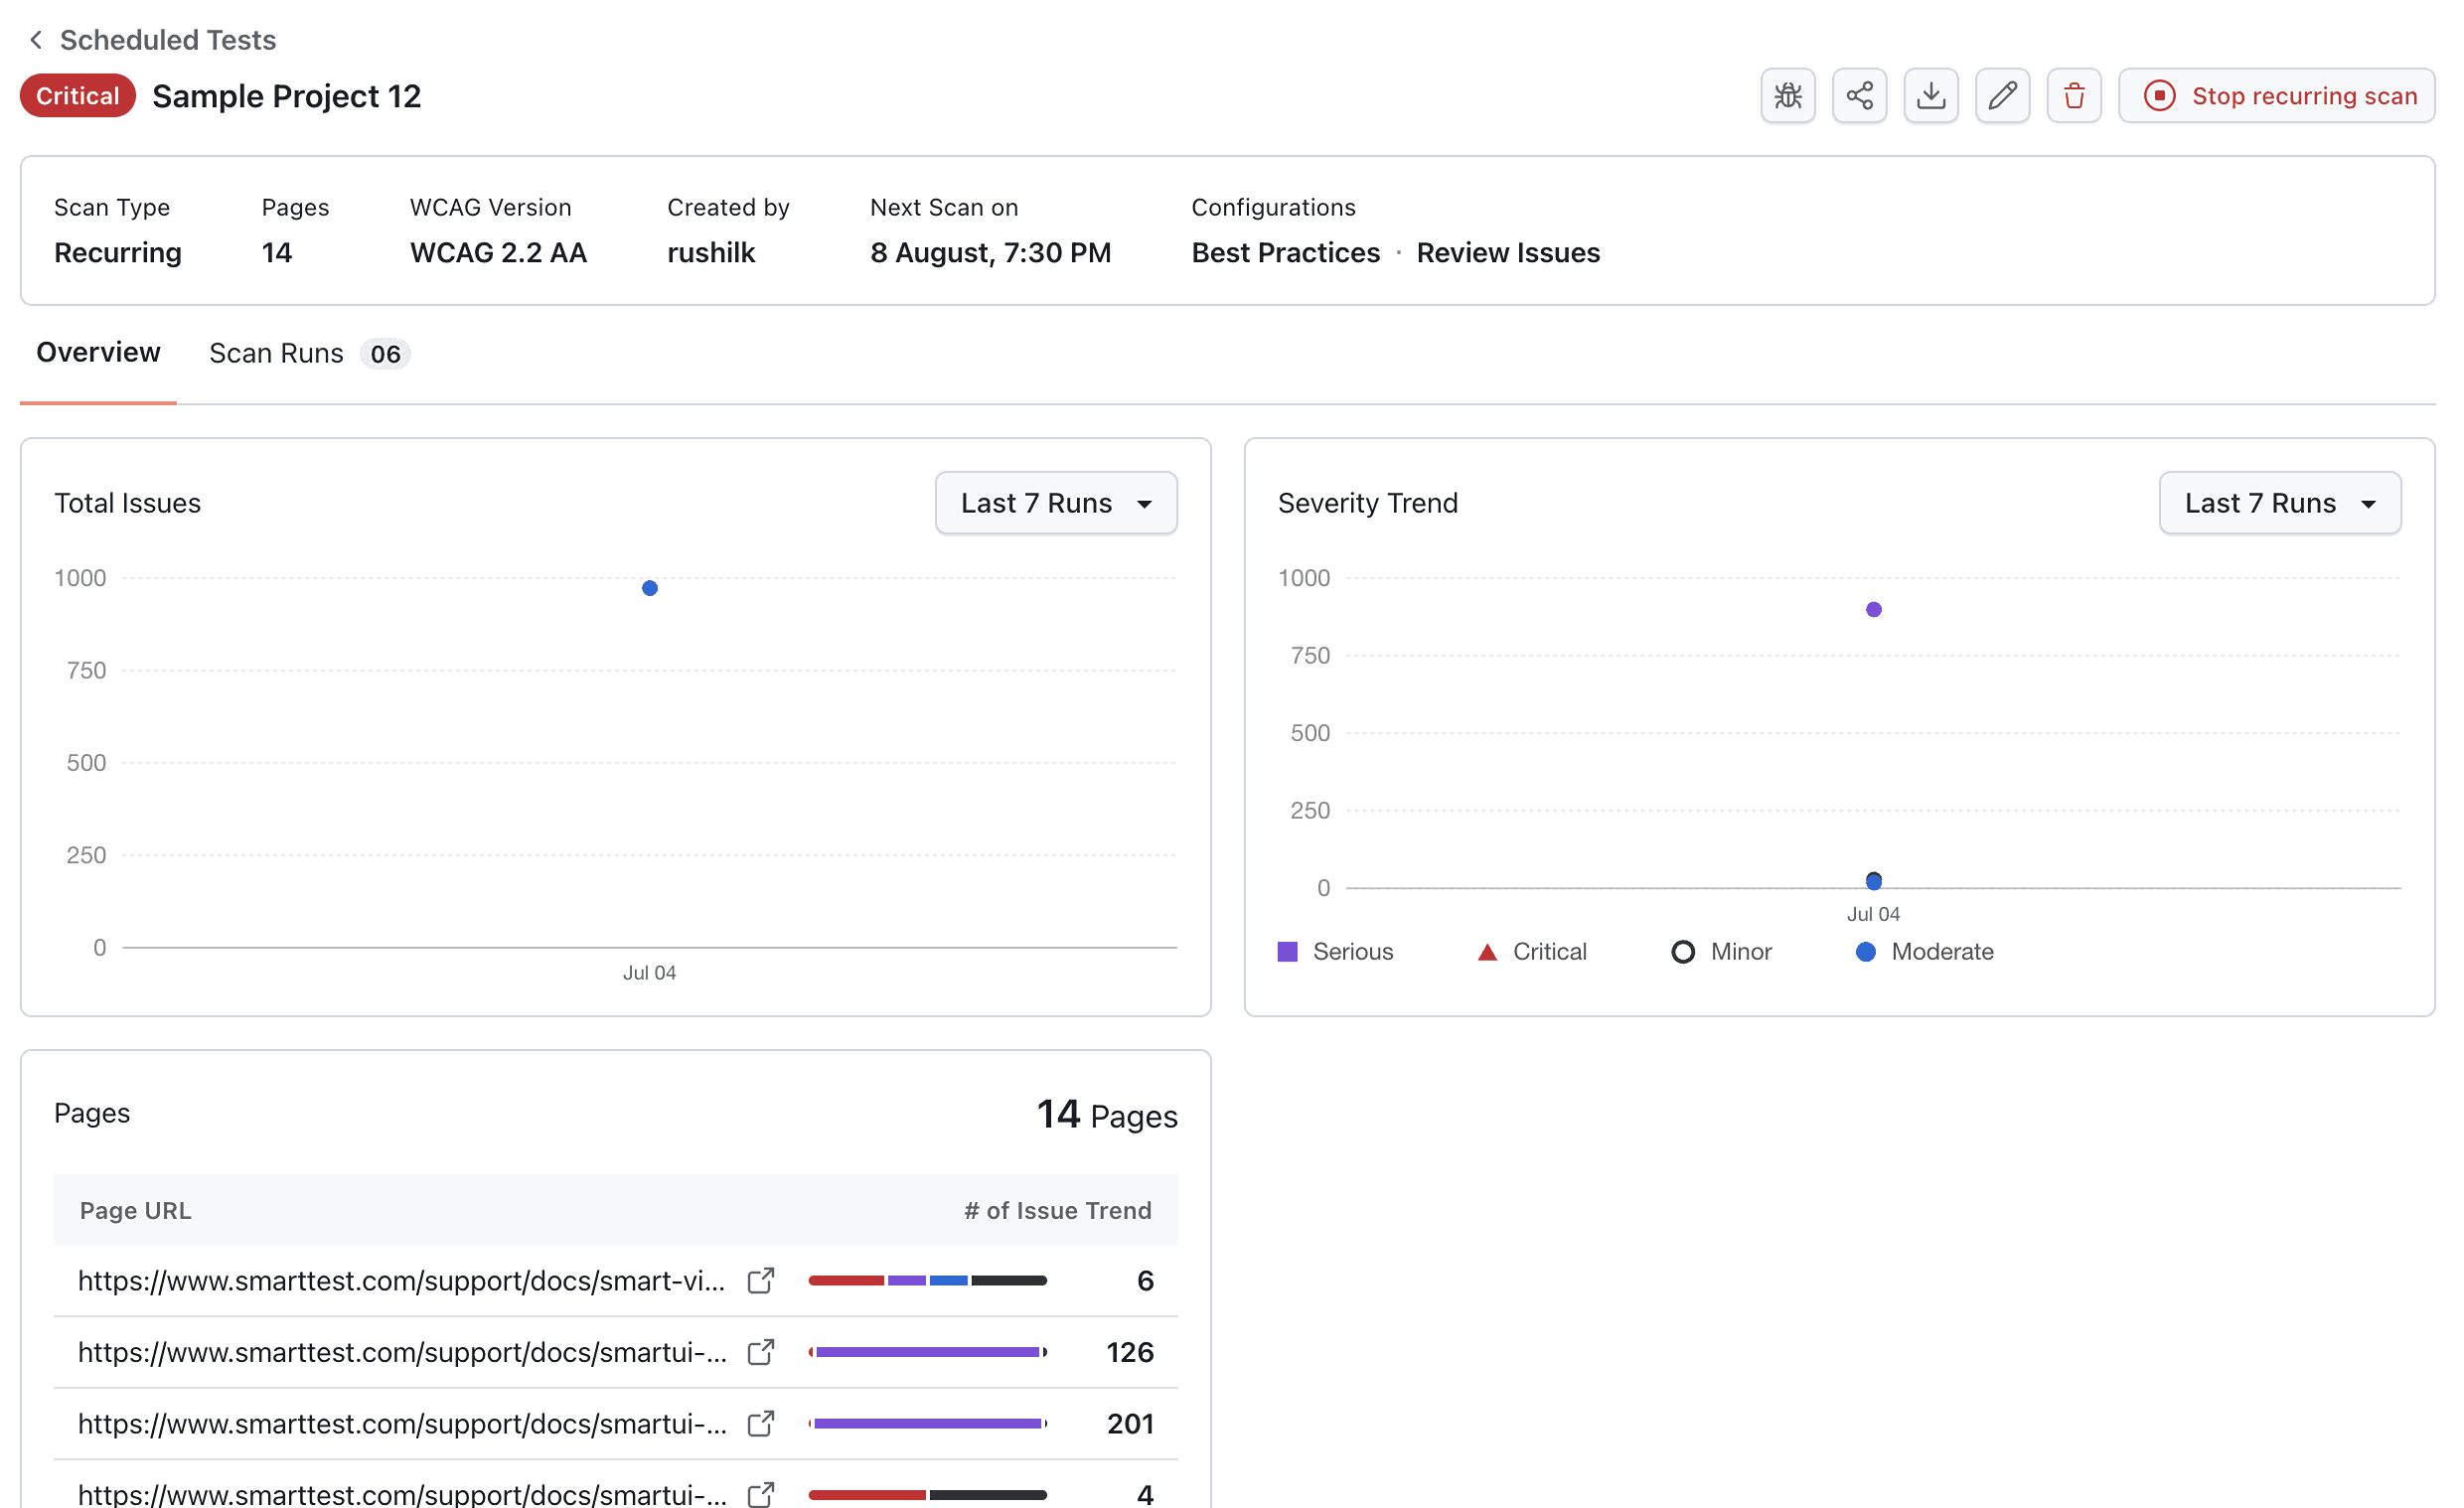 Scheduled Tests
Critical Sample Project 12
Stop recurring scan
Scan Type Pages WCAG Version Created by Next Scan on Configurations
Recurring 14 WCAG 2.2 AA rushilk 8 August, 7:30 PM Best Practices · Review Issues
Overview Scan Runs 06
Total Issues Last 7 Runs
1000
750
500
250
0
Jul 04
Severity Trend Last 7 Runs
1000
750
500
250
0
Jul 04
Serious Critical Minor Moderate
Pages 14 Pages
Page URL # of Issue Trend
https://www.smarttest.com/support/docs/smart-vi... 6
https://www.smarttest.com/support/docs/smartui-... 126
https://www.smarttest.com/support/docs/smartui-... 201
https://www.smarttest.com/support/docs/smartui-... 4